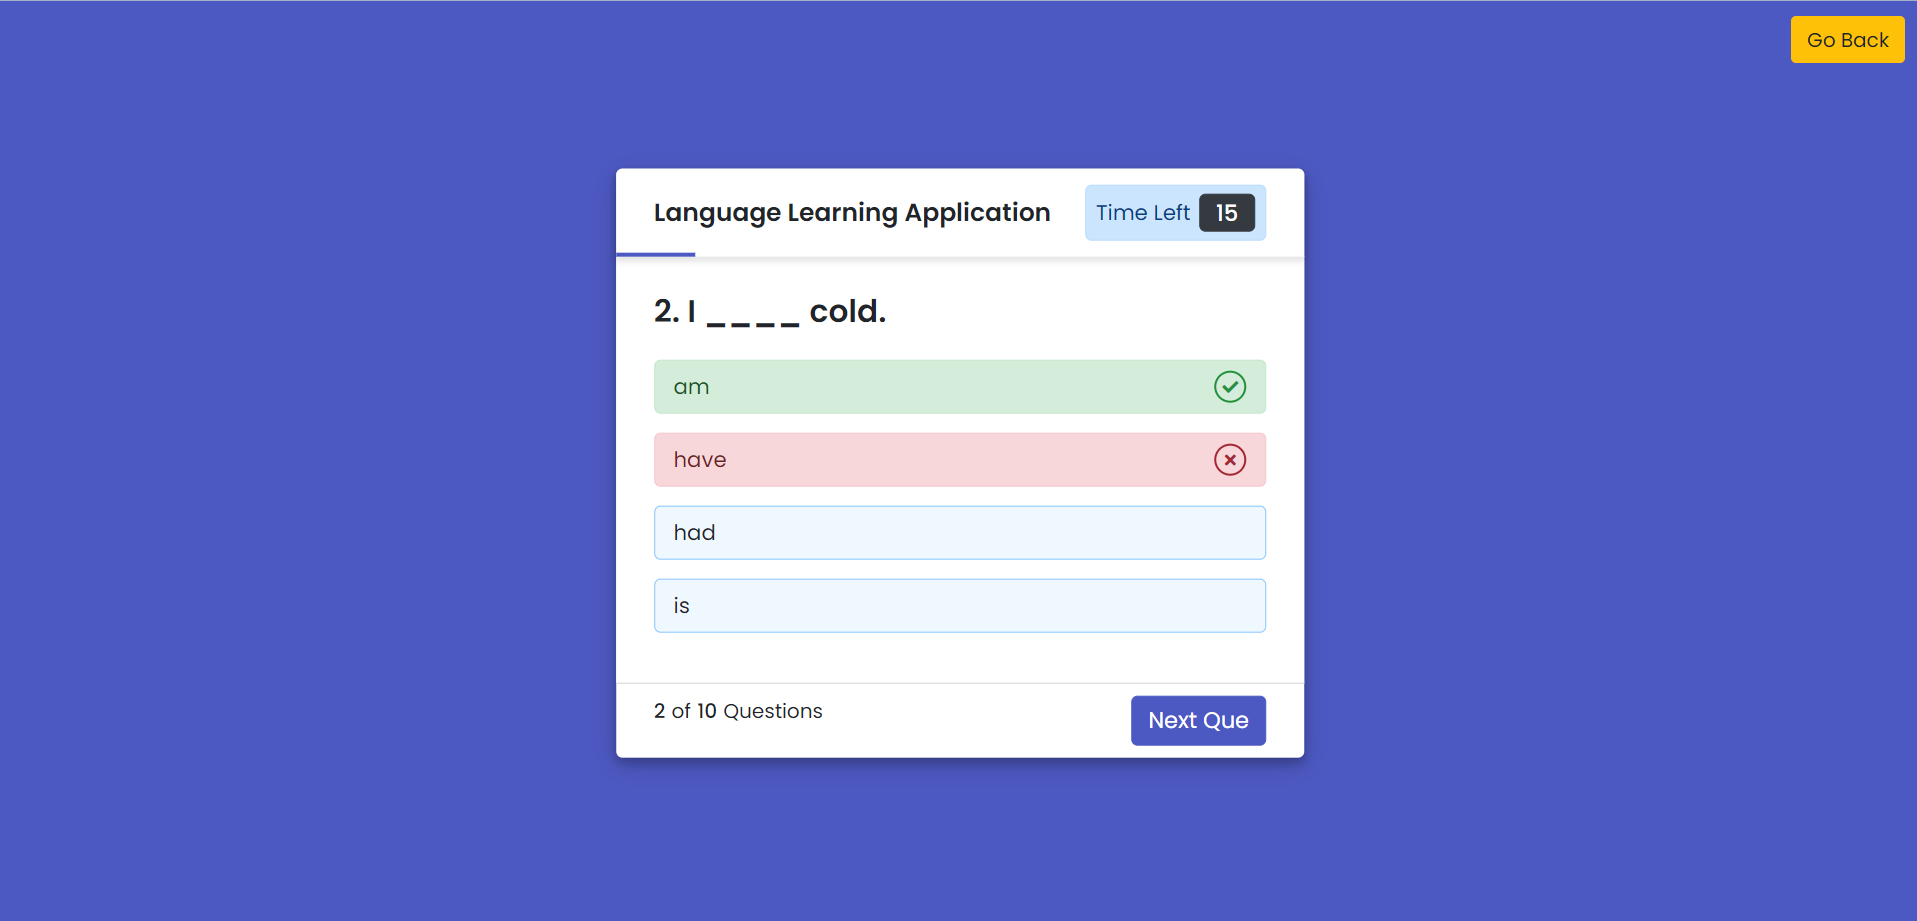 Go Back
Language Learning Application
Time Left 15
2. I _ _ _ _ cold.
am
have
had
is
2 of 10 Questions
Next Que